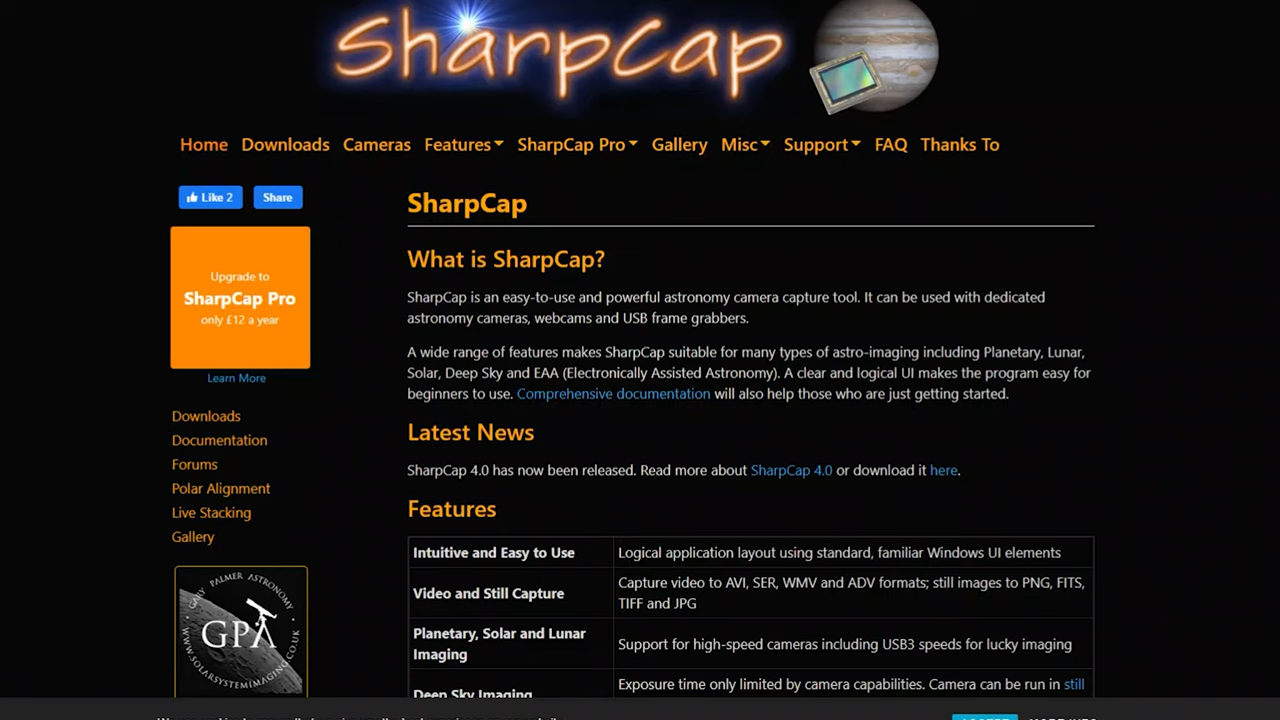 SharpCap
Home Downloads Cameras Features SharpCap Pro Gallery Misc Support FAQ Thanks To
Like 2 Share
Upgrade to
SharpCap Pro
only £12 a year
Learn More
Downloads
Documentation
Forums
Polar Alignment
Live Stacking
Gallery
GARY PALMER ASTRONOMY
GPA
WWW.SOLARSYSTEMIMAGING.CO.UK
SharpCap
What is SharpCap?
SharpCap is an easy-to-use and powerful astronomy camera capture tool. It can be used with dedicated
astronomy cameras, webcams and USB frame grabbers.
A wide range of features makes SharpCap suitable for many types of astro-imaging including Planetary, Lunar,
Solar, Deep Sky and EAA (Electronically Assisted Astronomy). A clear and logical UI makes the program easy for
beginners to use. Comprehensive documentation will also help those who are just getting started.
Latest News
SharpCap 4.0 has now been released. Read more about SharpCap 4.0 or download it here.
Features
Intuitive and Easy to Use Logical application layout using standard, familiar Windows UI elements
Video and Still Capture Capture video to AVI, SER, WMV and ADV formats; still images to PNG, FITS,
TIFF and JPG
Planetary, Solar and Lunar
Imaging Support for high-speed cameras including USB3 speeds for lucky imaging
Deep Sky Imaging Exposure time only limited by camera capabilities. Camera can be run in still